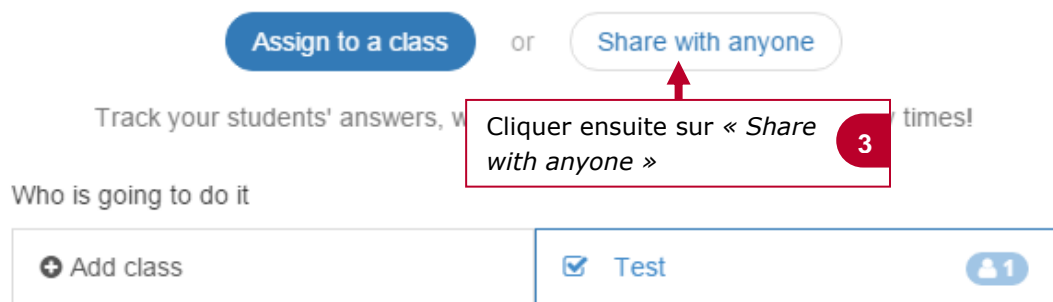 Assign to a class or Share with anyone
Track your students' answers, w times!
Cliquer ensuite sur « Share
with anyone »
3
Who is going to do it
Add class
Test
1